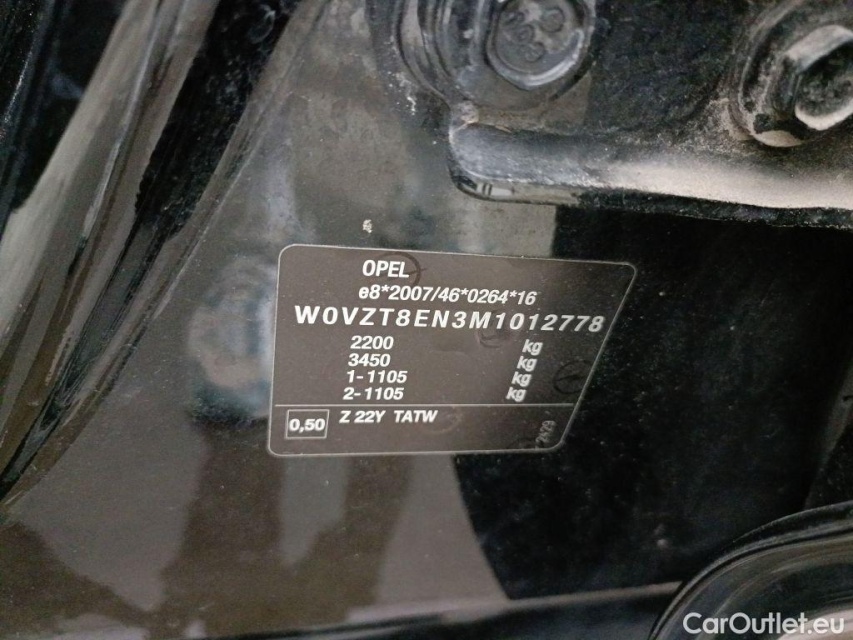 OPEL
e8*2007/46*0264*16
W0VZT8EN3M1012778
2200 kg
3450 kg
1-1105 kg
2-1105 kg
0,50 Z 22Y TATW
CarOutlet.eu